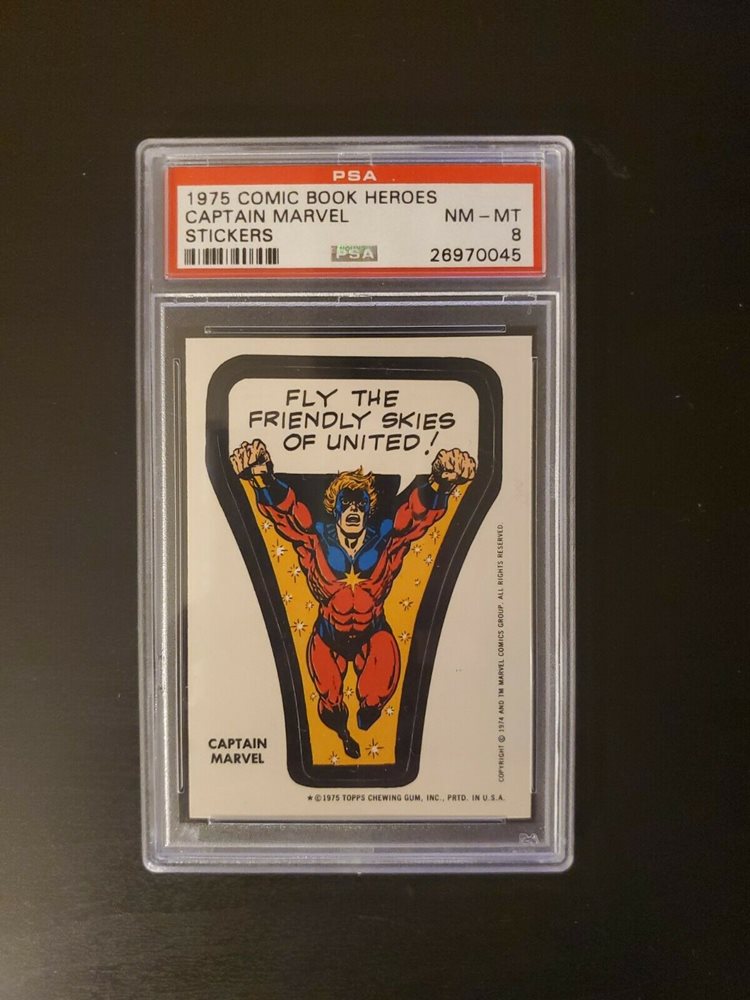 PSA
1975 COMIC BOOK HEROES
CAPTAIN MARVEL NM - MT
STICKERS 8
PSA 26970045
FLY THE
FRIENDLY SKIES
OF UNITED!
CAPTAIN
MARVEL
★©1975 TOPPS CHEWING GUM, INC., PRTD. IN U.S.A.
COPYRIGHT © 1974 AND TM MARVEL COMICS GROUP. ALL RIGHTS RESERVED.